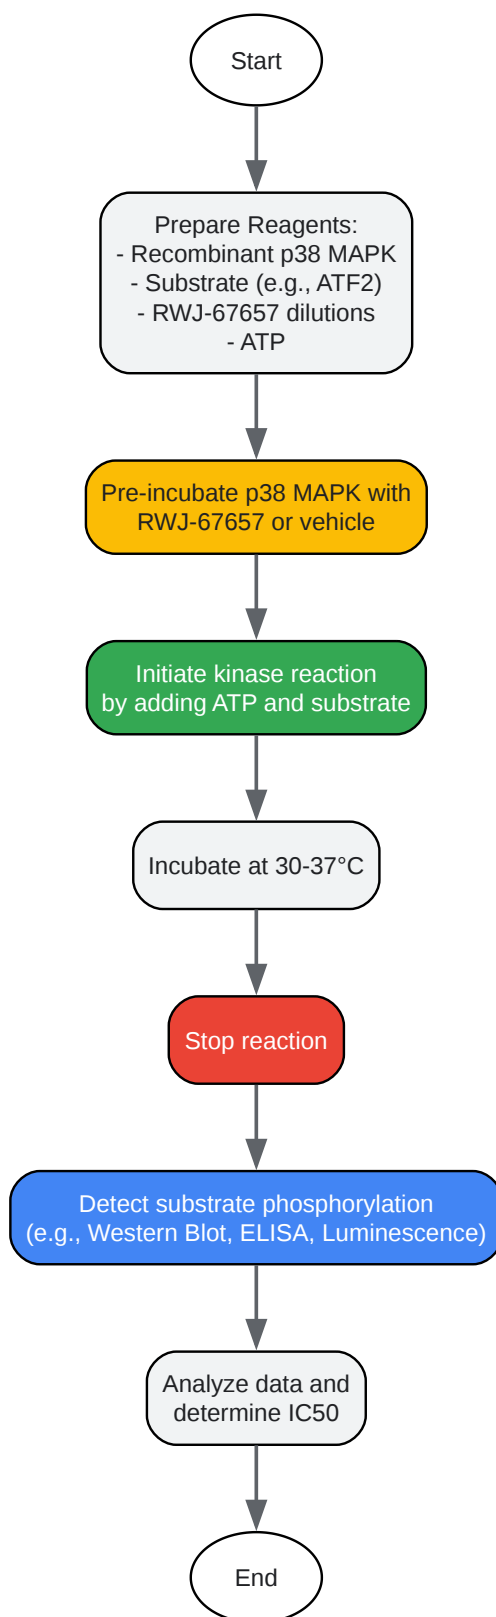 Start
Prepare Reagents:
- Recombinant p38 MAPK
- Substrate (e.g., ATF2)
- RWJ-67657 dilutions
- ATP
Pre-incubate p38 MAPK with
RWJ-67657 or vehicle
Initiate kinase reaction
by adding ATP and substrate
Incubate at 30-37°C
Stop reaction
Detect substrate phosphorylation
(e.g., Western Blot, ELISA, Luminescence)
Analyze data and
determine IC50
End